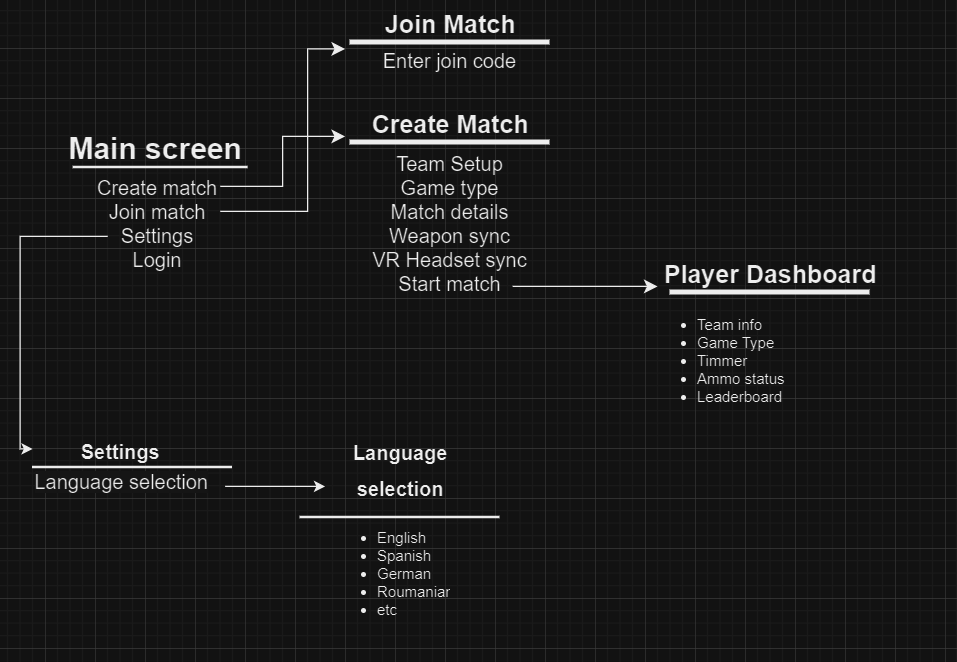 Join Match
Enter join code
Create Match
Team Setup
Game type
Match details
Weapon sync
VR Headset sync
Start match
Main screen
Create match
Join match
Settings
Login
Player Dashboard
Team info
Game Type
Timmer
Ammo status
Leaderboard
Settings
Language selection
Language
selection
English
Spanish
German
Roumaniar
etc